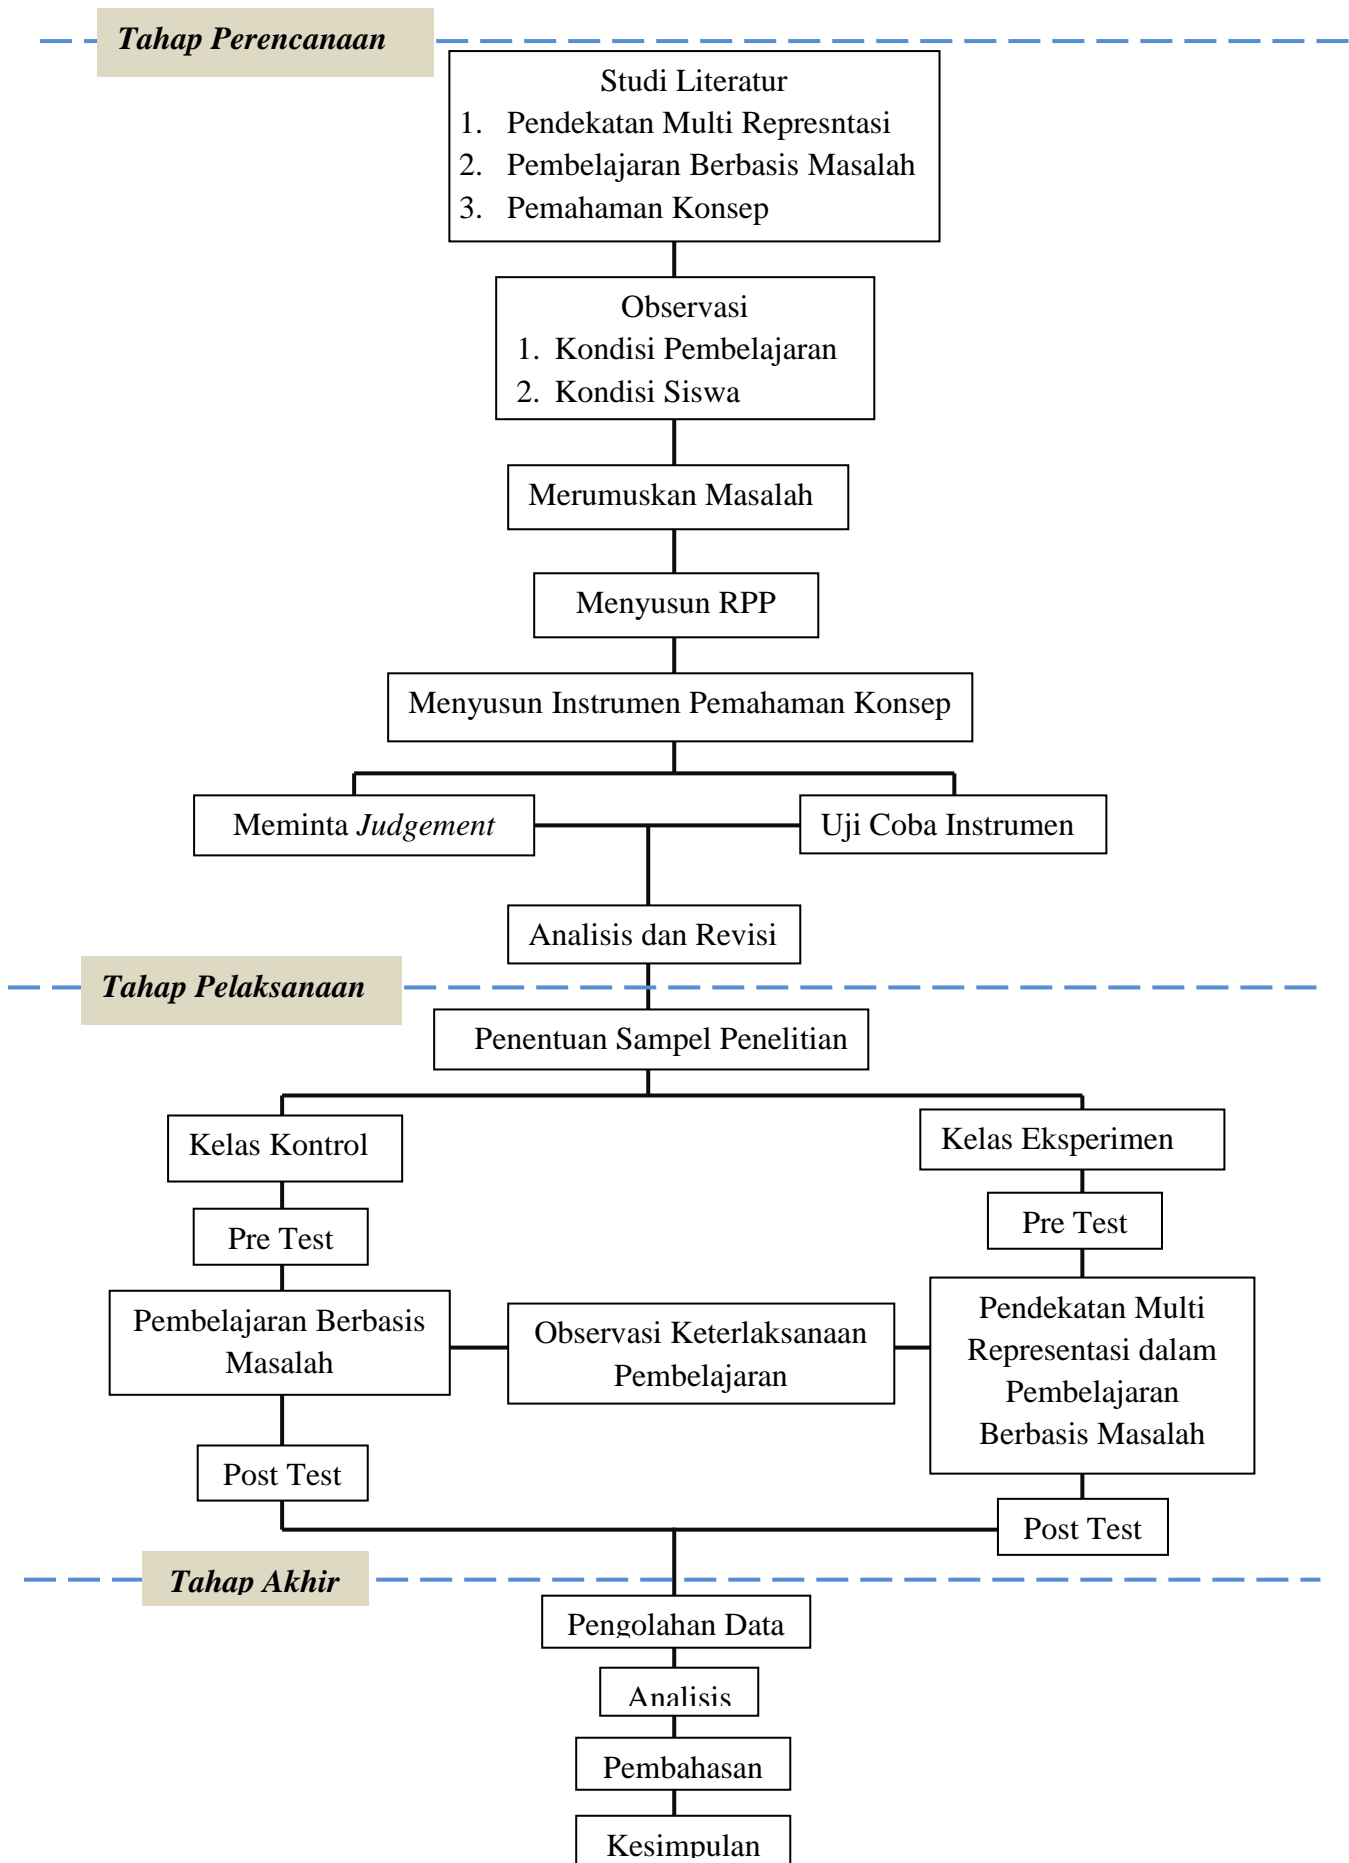 Tahap Perencanaan
Studi Literatur
1. Pendekatan Multi Represntasi
2. Pembelajaran Berbasis Masalah
3. Pemahaman Konsep
Observasi
1. Kondisi Pembelajaran
2. Kondisi Siswa
Merumuskan Masalah
Menyusun RPP
Menyusun Instrumen Pemahaman Konsep
Meminta Judgement
Uji Coba Instrumen
Analisis dan Revisi
Tahap Pelaksanaan
Penentuan Sampel Penelitian
Kelas Kontrol
Kelas Eksperimen
Pre Test
Pre Test
Pembelajaran Berbasis
Masalah
Observasi Keterlaksanaan
Pembelajaran
Pendekatan Multi
Representasi dalam
Pembelajaran
Berbasis Masalah
Post Test
Post Test
Tahap Akhir
Pengolahan Data
Analisis
Pembahasan
Kesimpulan